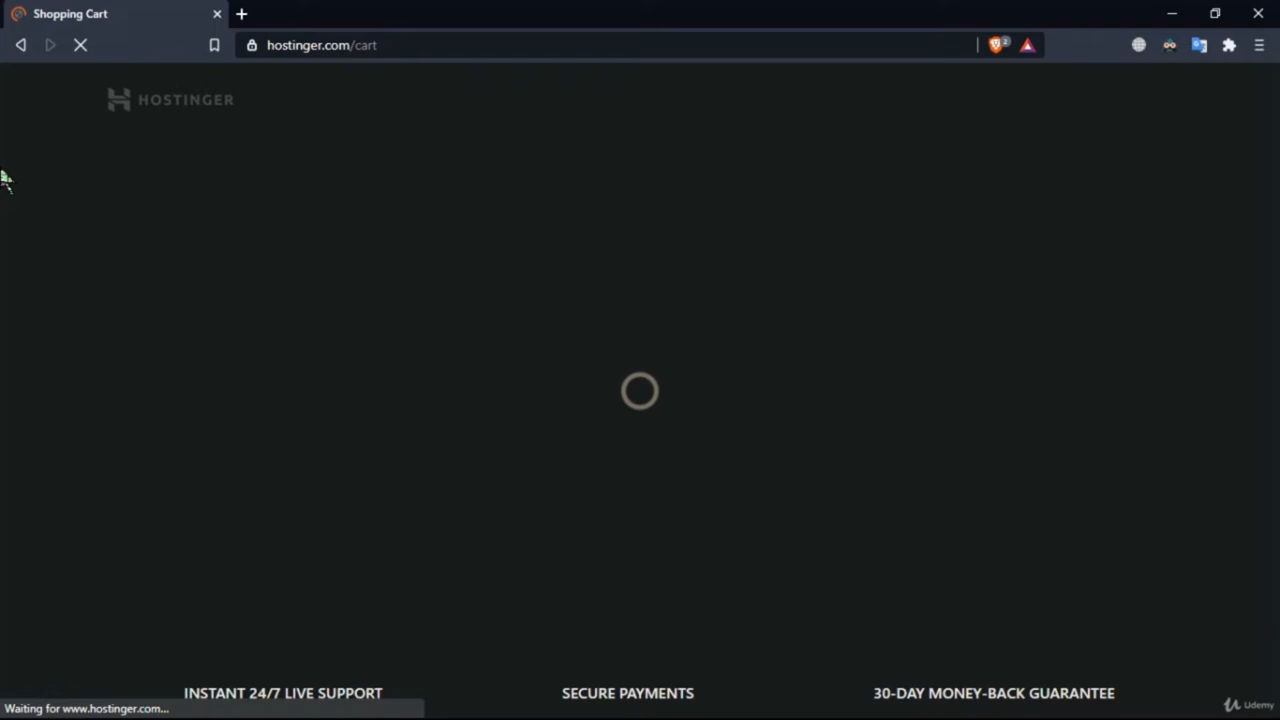 Shopping Cart
hostinger.com/cart
2
HOSTINGER
INSTANT 24/7 LIVE SUPPORT
SECURE PAYMENTS
30-DAY MONEY-BACK GUARANTEE
Waiting for www.hostinger.com...
Udemy